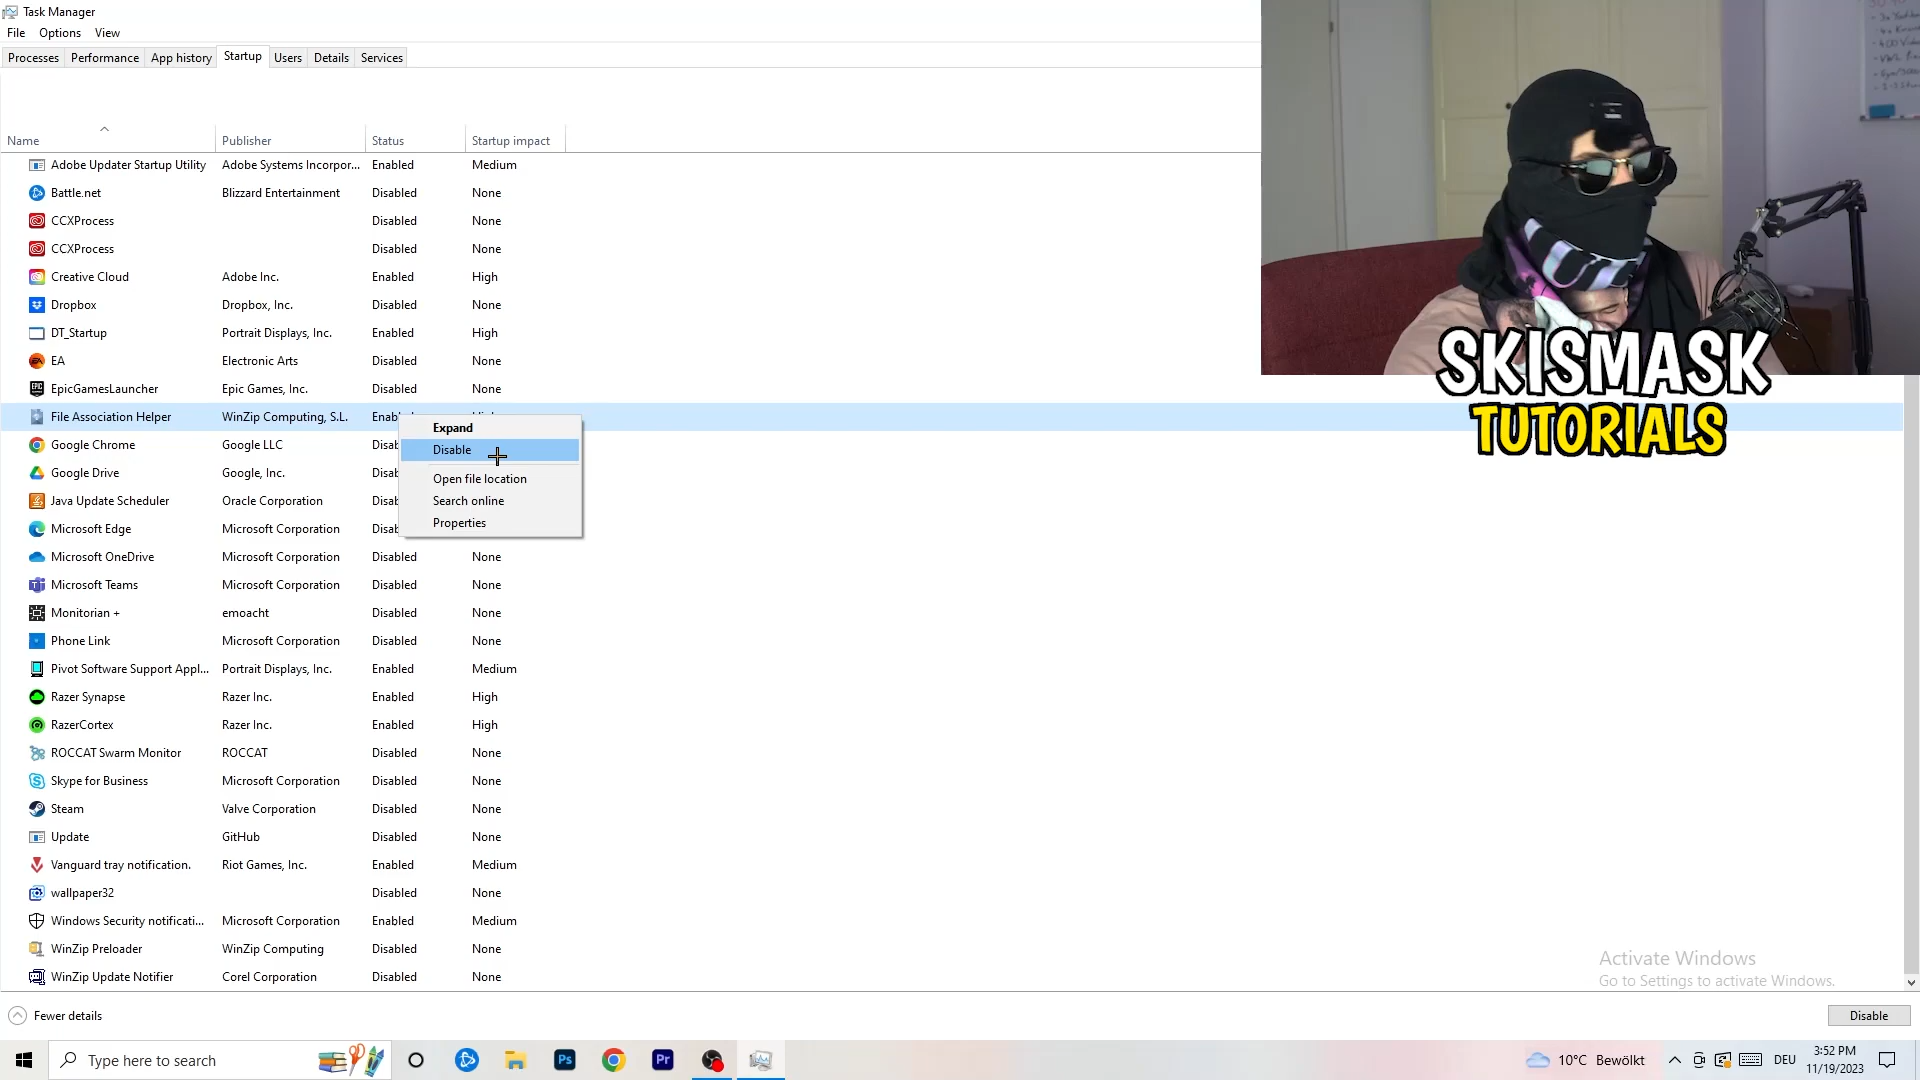 Task Manager
File Options View
Processes Performance App history Startup Users Details Services
Name Publisher Status Startup impact
Adobe Updater Startup Utility Adobe Systems Incorpor... Enabled Medium
Battle.net Blizzard Entertainment Disabled None
CCXProcess Disabled None
CCXProcess Disabled None
Creative Cloud Adobe Inc. Enabled High
Dropbox Dropbox, Inc. Disabled None
DT_Startup Portrait Displays, Inc. Enabled High
EA Electronic Arts Disabled None
EpicGamesLauncher Epic Games, Inc. Disabled None
File Association Helper WinZip Computing, S.L.
Google Chrome Google LLC
Google Drive Google, Inc.
Java Update Scheduler Oracle Corporation
Microsoft Edge Microsoft Corporation
Microsoft OneDrive Microsoft Corporation Disabled None
Microsoft Teams Microsoft Corporation Disabled None
Monitorian + emoacht Disabled None
Phone Link Microsoft Corporation Disabled None
Pivot Software Support Appl... Portrait Displays, Inc. Enabled Medium
Razer Synapse Razer Inc. Enabled High
RazerCortex Razer Inc. Enabled High
ROCCAT Swarm Monitor ROCCAT Disabled None
Skype for Business Microsoft Corporation Disabled None
Steam Valve Corporation Disabled None
Update GitHub Disabled None
Vanguard tray notification. Riot Games, Inc. Enabled Medium
wallpaper32 Disabled None
Windows Security notificati... Microsoft Corporation Enabled Medium
WinZip Preloader WinZip Computing Disabled None
WinZip Update Notifier Corel Corporation Disabled None
Expand
Disable
Open file location
Search online
Properties
SKISMASK
TUTORIALS
Activate Windows
Go to Settings to activate Windows.
Fewer details
Disable
Type here to search
Ps
Pr
10°C Bewölkt
DEU
3:52 PM
11/19/2023